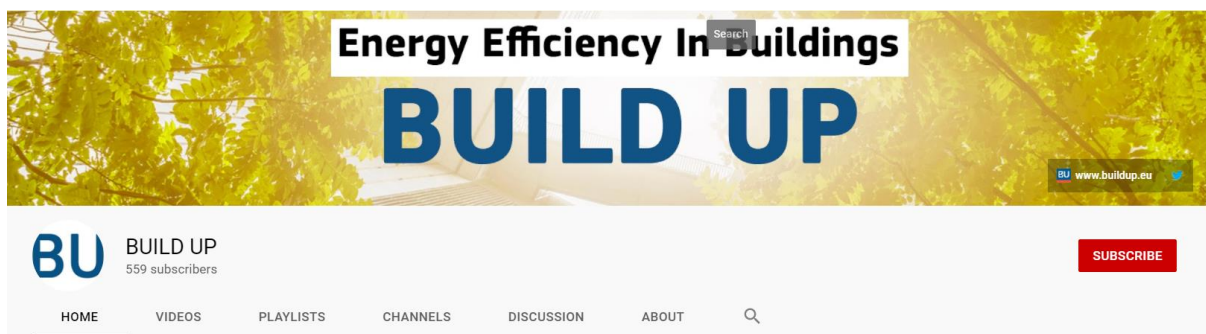 Energy Efficiency In Buildings
Search
BUILD UP
BU www.buildup.eu
BU
BUILD UP
559 subscribers
SUBSCRIBE
HOME VIDEOS PLAYLISTS CHANNELS DISCUSSION ABOUT